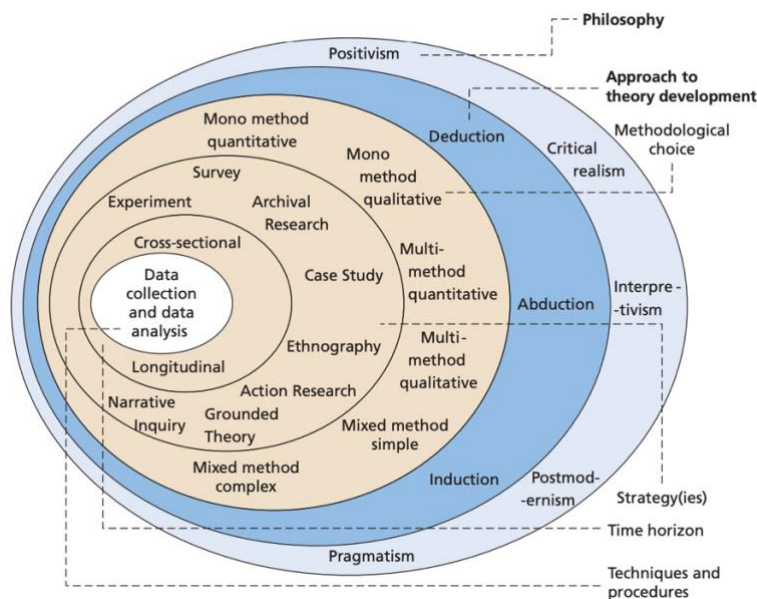 Philosophy
Positivism
Approach to
theory development
Mono method
quantitative
Deduction
Methodological
choice
Critical
realism
Mono
method
qualitative
Survey
Experiment
Archival
Research
Cross-sectional
Multi-
method
quantitative
Data
collection
and data
analysis
Case Study
Interpre-
-tivism
Abduction
Ethnography
Multi-
method
qualitative
Longitudinal
Action Research
Narrative
Inquiry
Grounded
Theory
Mixed method
simple
Mixed method
complex
Induction
Postmod-
-ernism
Strategy(ies)
Time horizon
Pragmatism
Techniques and
procedures